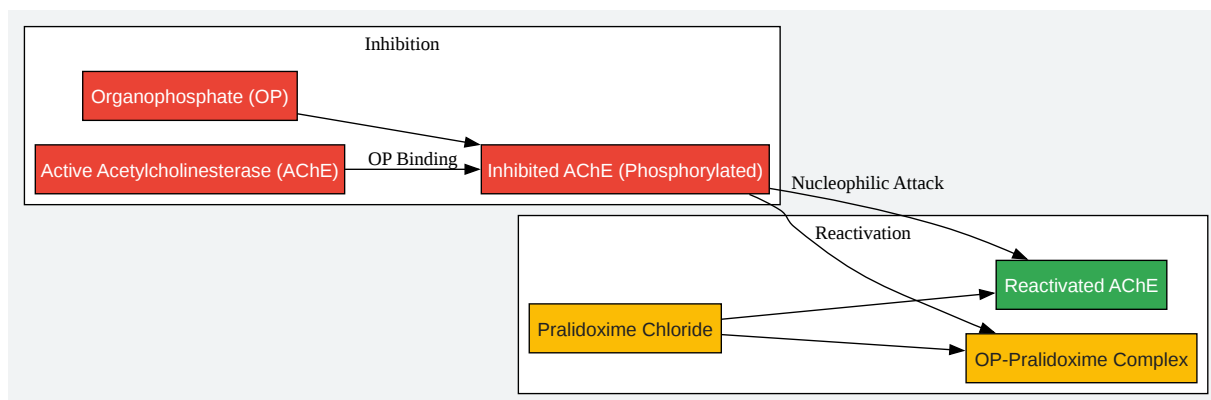 Inhibition
Organophosphate (OP)
Active Acetylcholinesterase (AChE)
OP Binding
Inhibited AChE (Phosphorylated)
Nucleophilic Attack
Reactivation
Reactivated AChE
Pralidoxime Chloride
OP-Pralidoxime Complex